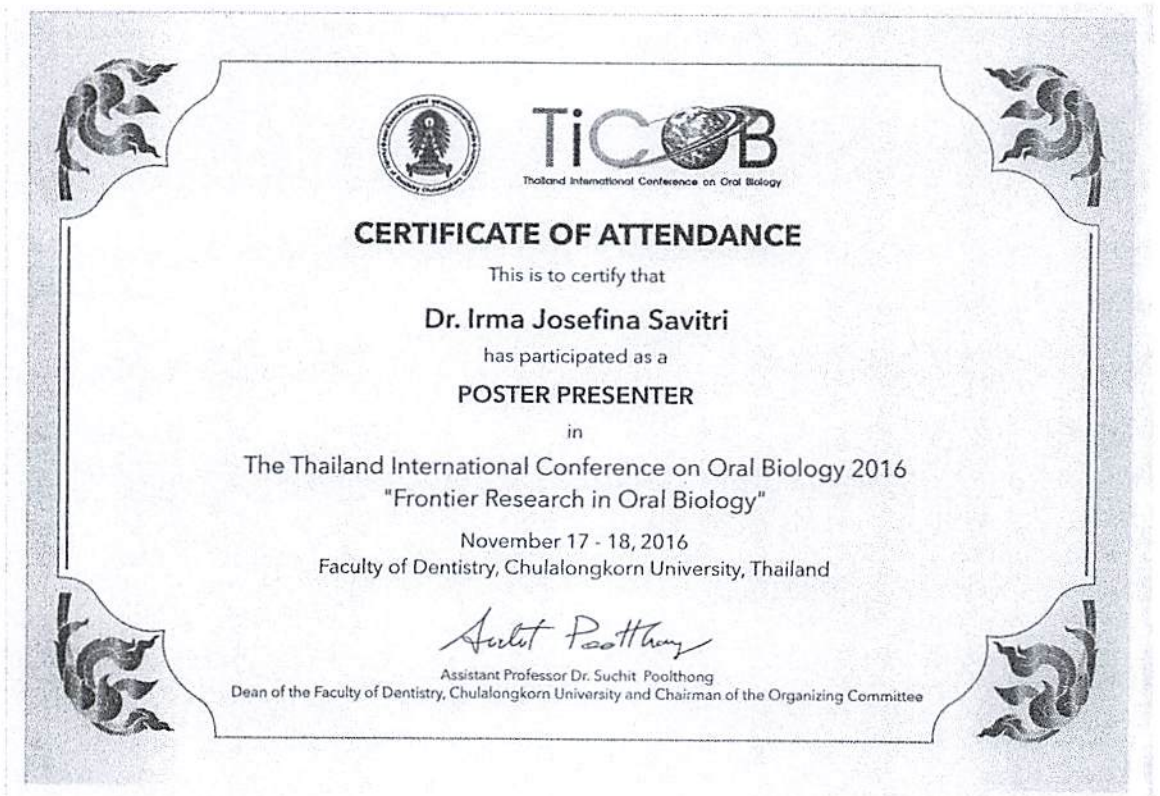 TiCOB
Thailand International Conference on Oral Biology
CERTIFICATE OF ATTENDANCE
This is to certify that
Dr. Irma Josefina Savitri
has participated as a
POSTER PRESENTER
in
The Thailand International Conference on Oral Biology 2016
"Frontier Research in Oral Biology"
November 17 - 18, 2016
Faculty of Dentistry, Chulalongkorn University, Thailand
Assistant Professor Dr. Suchit Poolthong
Dean of the Faculty of Dentistry, Chulalongkorn University and Chairman of the Organizing Committee